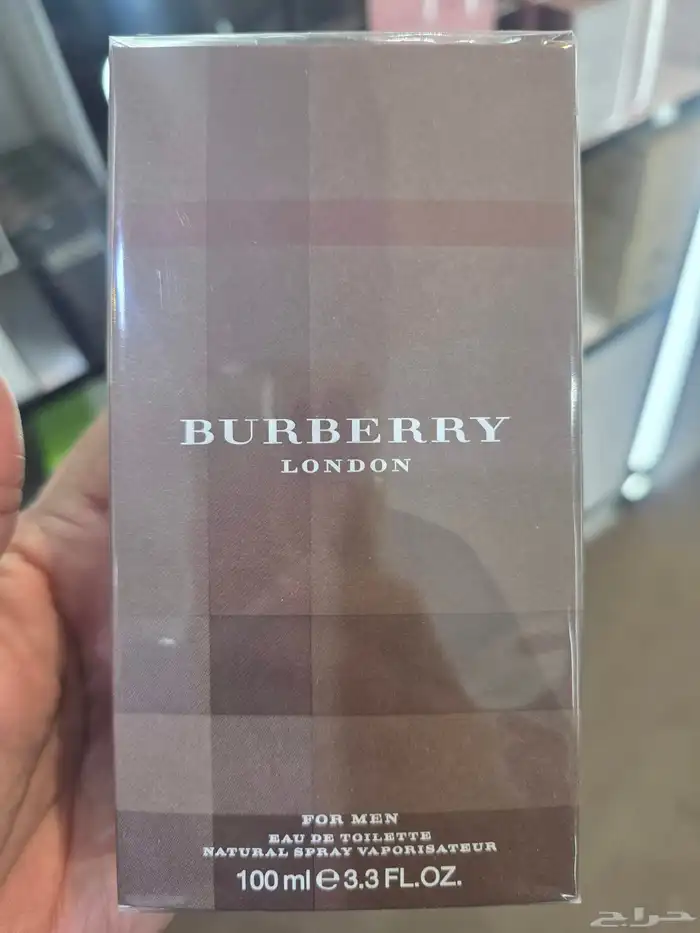 BURBERRY
LONDON
FOR MEN
EAU DE TOILETTE
NATURAL SPRAY VAPORISATEUR
100 ml ℮ 3.3 FL.OZ.
حراج